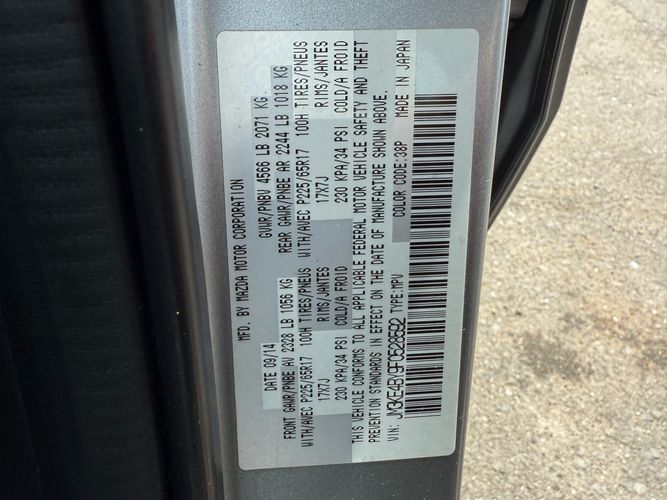 MFD. BY MAZDA MOTOR CORPORATION
DATE 09/14 GVWR/PNBV 4566 LB 2071 KG
FRONT GAWR/PNBE AV 2328 LB 1056 KG REAR GAWR/PNBE AR 2244 LB 1018 KG
WITH/AVEC P225/65R17 100H TIRES/PNEUS WITH/AVEC P225/65R17 100H TIRES/PNEUS
17X7J RIMS/JANTES 17X7J RIMS/JANTES
230 KPA/34 PSI COLD/A FROID 230 KPA/34 PSI COLD/A FROID
THIS VEHICLE CONFORMS TO ALL APPLICABLE FEDERAL MOTOR VEHICLE SAFETY AND THEFT
PREVENTION STANDARDS IN EFFECT ON THE DATE OF MANUFACTURE SHOWN ABOVE.
VIN: JM3KE4BY9F0528592 TYPE:MPV COLOR CODE:38P MADE IN JAPAN